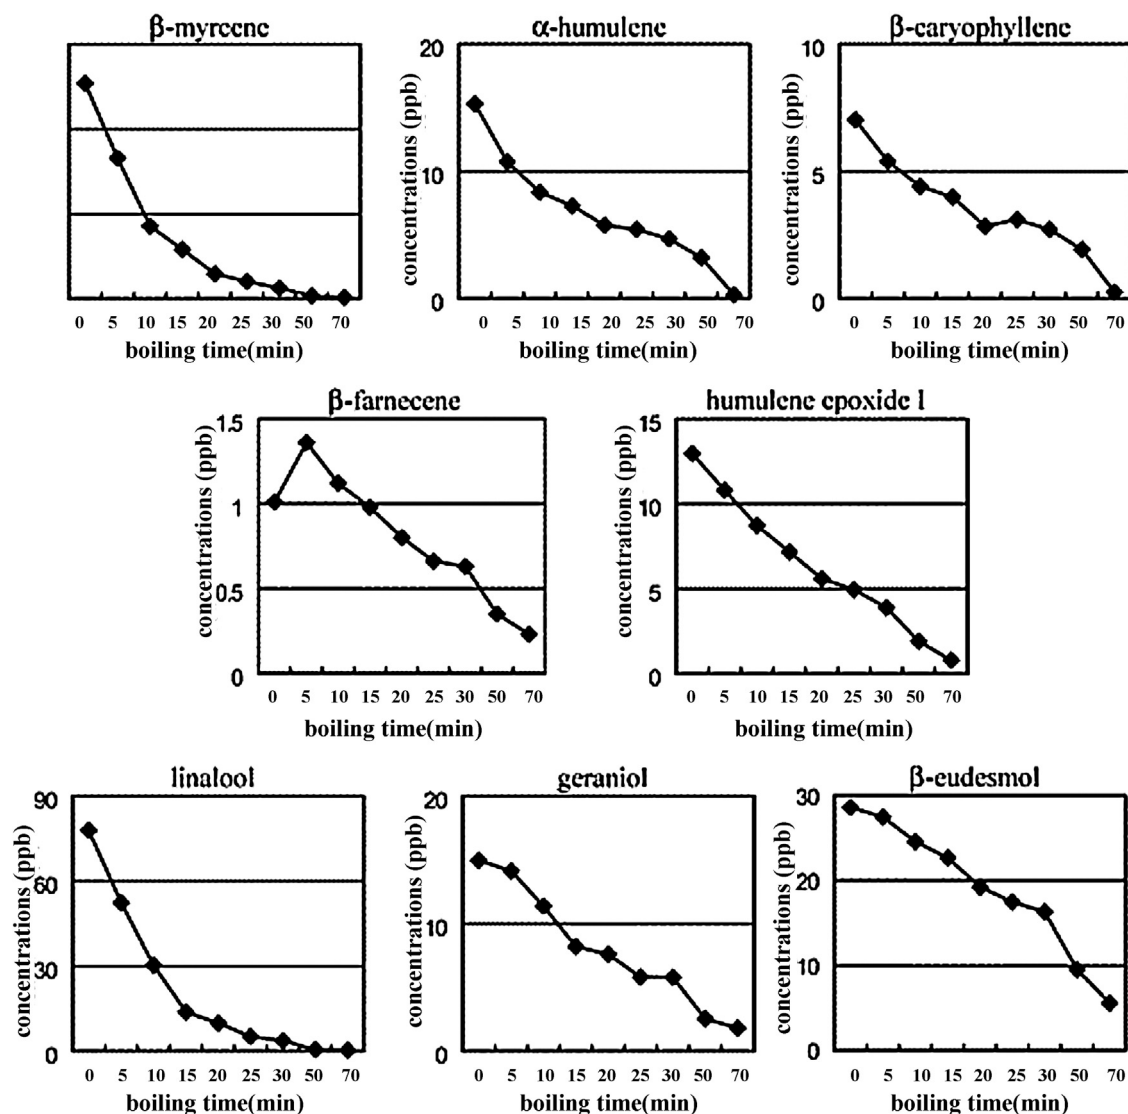 β-myrcene
α-humulene
β-caryophyllene
20
10
0
concentrations (ppb)
10
5
0
concentrations (ppb)
0 5 10 15 20 25 30 50 70
0 5 10 15 20 25 30 50 70
0 5 10 15 20 25 30 50 70
boiling time(min)
boiling time(min)
boiling time(min)
β-farnecene
humulene epoxide I
1.5
1
0.5
0
concentrations (ppb)
15
10
5
0
concentrations (ppb)
0 5 10 15 20 25 30 50 70
0 5 10 15 20 25 30 50 70
boiling time(min)
boiling time(min)
linalool
geraniol
β-eudesmol
90
60
30
0
concentrations (ppb)
20
10
0
concentrations (ppb)
30
20
10
0
concentrations (ppb)
0 5 10 15 20 25 30 50 70
0 5 10 15 20 25 30 50 70
0 5 10 15 20 25 30 50 70
boiling time(min)
boiling time(min)
boiling time(min)